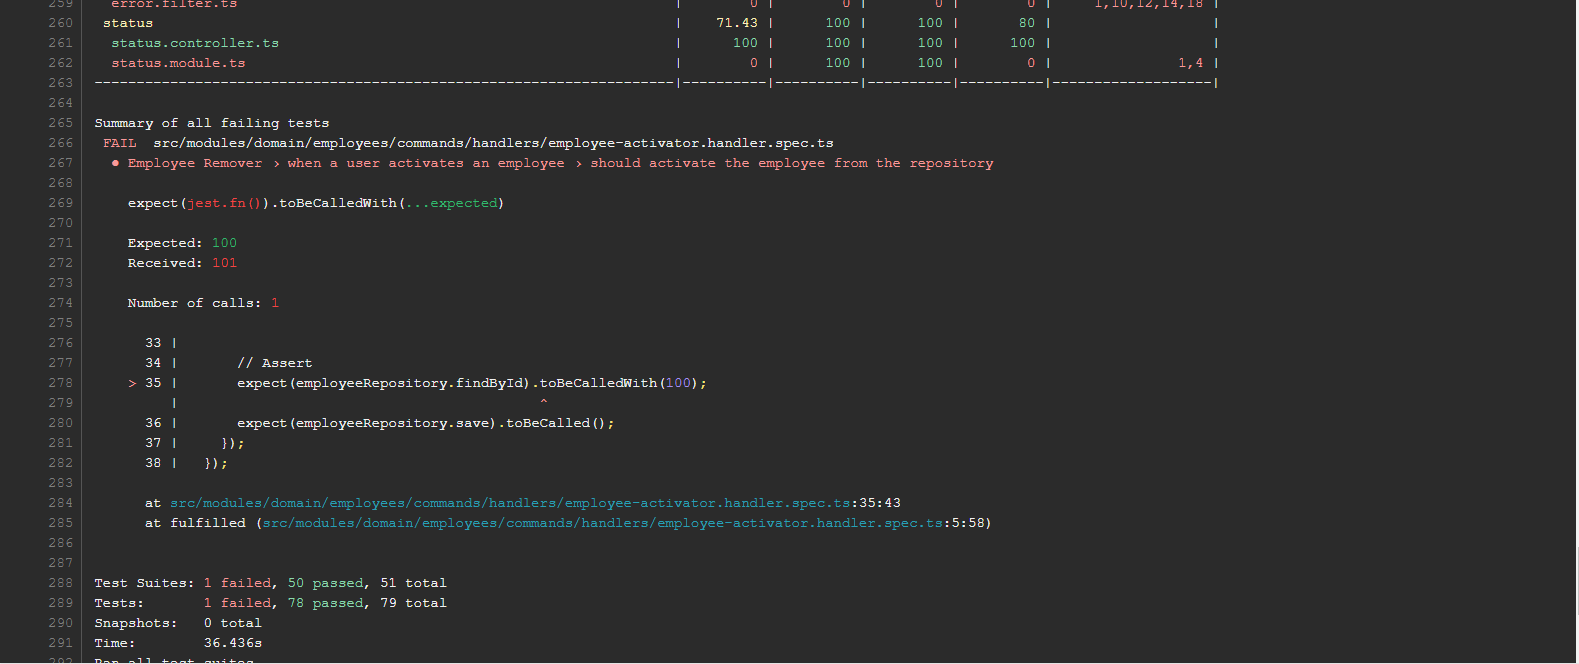 259 error.filter.ts | 0 | 0 | 0 | 0 | 1,10,12,14,18 |
260 status | 71.43 | 100 | 100 | 80 | |
261 status.controller.ts | 100 | 100 | 100 | 100 | |
262 status.module.ts | 0 | 100 | 100 | 0 | 1,4 |
263 ---------------------------------------------------------------------|----------|----------|----------|----------|-------------------|
264
265 Summary of all failing tests
266 FAIL src/modules/domain/employees/commands/handlers/employee-activator.handler.spec.ts
267 ● Employee Remover › when a user activates an employee › should activate the employee from the repository
268
269 expect(jest.fn()).toBeCalledWith(...expected)
270
271 Expected: 100
272 Received: 101
273
274 Number of calls: 1
275
276 33 |
277 34 | // Assert
278 > 35 | expect(employeeRepository.findById).toBeCalledWith(100);
279 | ^
280 36 | expect(employeeRepository.save).toBeCalled();
281 37 | });
282 38 | });
283
284 at src/modules/domain/employees/commands/handlers/employee-activator.handler.spec.ts:35:43
285 at fulfilled (src/modules/domain/employees/commands/handlers/employee-activator.handler.spec.ts:5:58)
286
287
288 Test Suites: 1 failed, 50 passed, 51 total
289 Tests: 1 failed, 78 passed, 79 total
290 Snapshots: 0 total
291 Time: 36.436s
292 Ran all test suites.